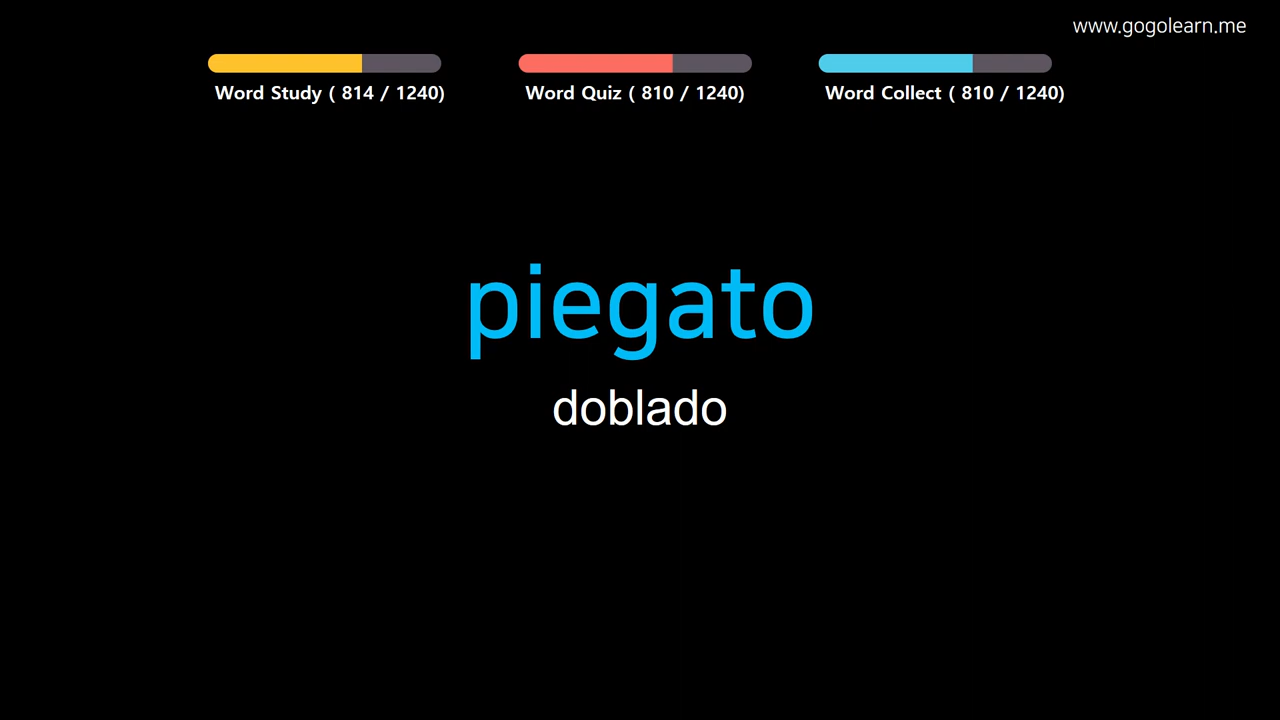 www.gogolearn.me
Word Study ( 814 / 1240)
Word Quiz ( 810 / 1240)
Word Collect ( 810 / 1240)
piegato
doblado